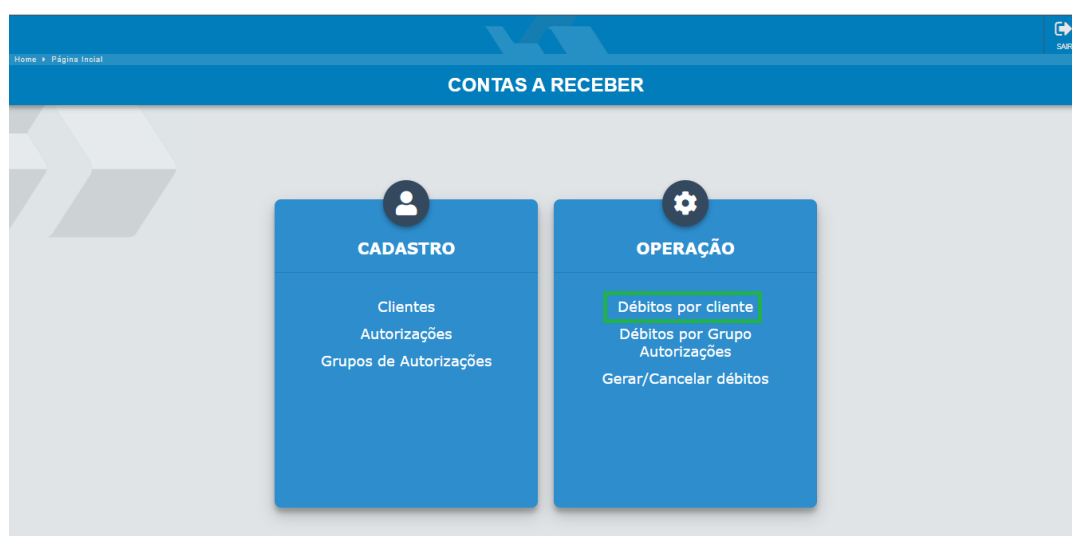 SAIR
Home ▸ Página Incial
CONTAS A RECEBER
CADASTRO
Clientes
Autorizações
Grupos de Autorizações
OPERAÇÃO
Débitos por cliente
Débitos por Grupo
Autorizações
Gerar/Cancelar débitos